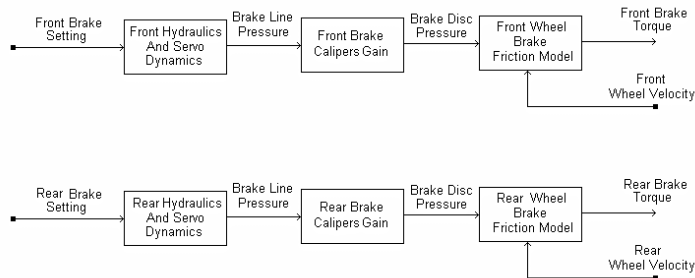 Front Brake
Setting
Front Hydraulics
And Servo
Dynamics
Brake Line
Pressure
Front Brake
Calipers Gain
Brake Disc
Pressure
Front Wheel
Brake
Friction Model
Front Brake
Torque
Front
Wheel Velocity
Rear Brake
Setting
Rear Hydraulics
And Servo
Dynamics
Brake Line
Pressure
Rear Brake
Calipers Gain
Brake Disc
Pressure
Rear Wheel
Brake
Friction Model
Rear Brake
Torque
Rear
Wheel Velocity